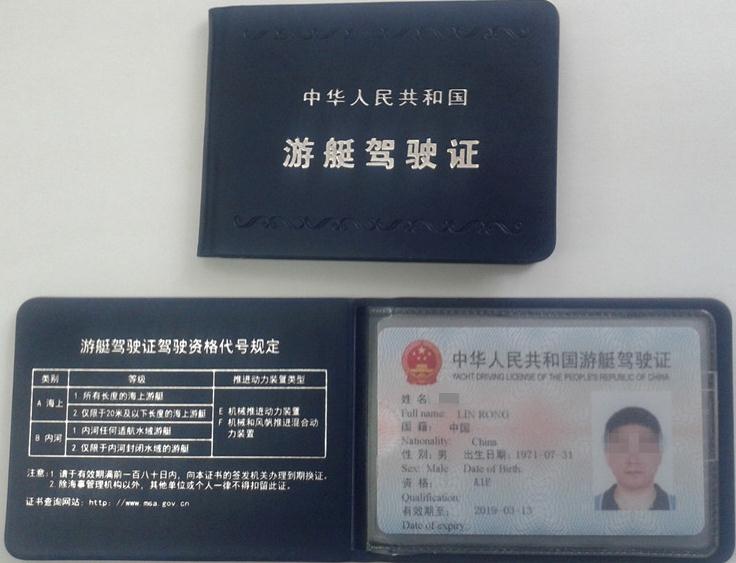 中华人民共和国
游艇驾驶证
游艇驾驶证驾驶资格代号规定
类别 等级 推进动力装置类型
A 海上 1 所有长度的海上游艇
2 仅限于20米及以下长度的海上游艇
B 内河 1 内河任何适航水域游艇
2 仅限于内河封闭水域的游艇
E 机械推进动力装置
F 机械和风帆推进混合动
力装置
注意:1 请于有效期满前一百八十日内，向本证书的签发机关办理到期换证。
2 除海事管理机构以外，其他单位或个人一律不得扣留此证。
证书查询网站: http: //www.msa.gov.cn
中华人民共和国游艇驾驶证
YACHT DRIVING LICENSE OF THE PEOPLE'S REPUBLIC OF CHINA
姓 名:
Full name: LIN RONG
国 籍: 中国
Nationality: China
性 别: 男 出生日期: 1971-07-31
Sex: Male Date of Birth
资 格: A1F
Qualification
有效期至: 2019-03-13
Date of expiry